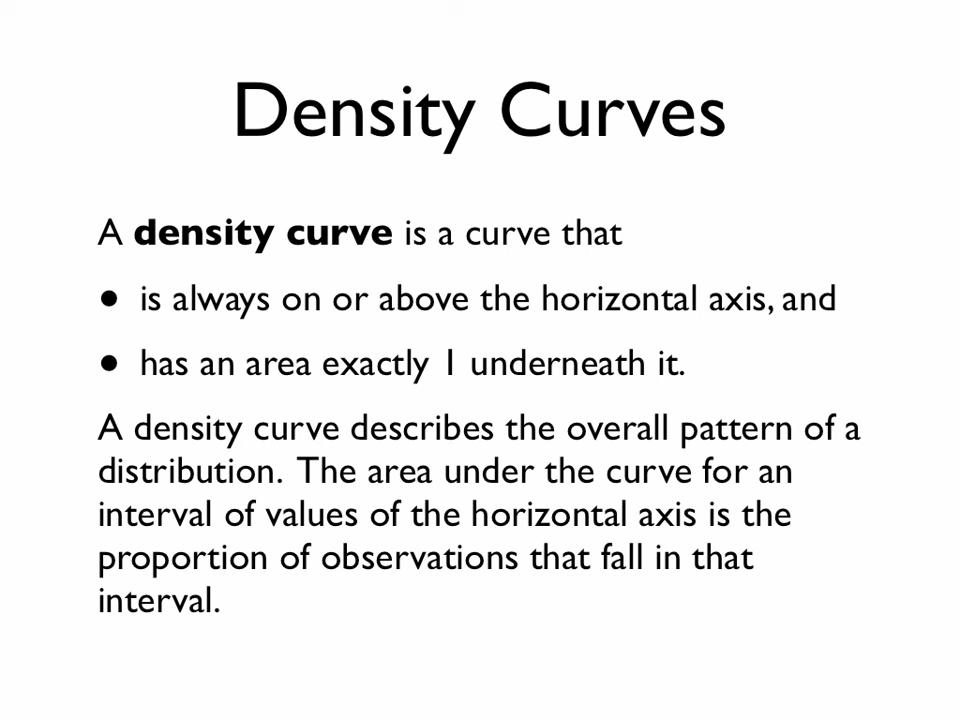 Density Curves
A density curve is a curve that
• is always on or above the horizontal axis, and
• has an area exactly 1 underneath it.
A density curve describes the overall pattern of a
distribution. The area under the curve for an
interval of values of the horizontal axis is the
proportion of observations that fall in that
interval.